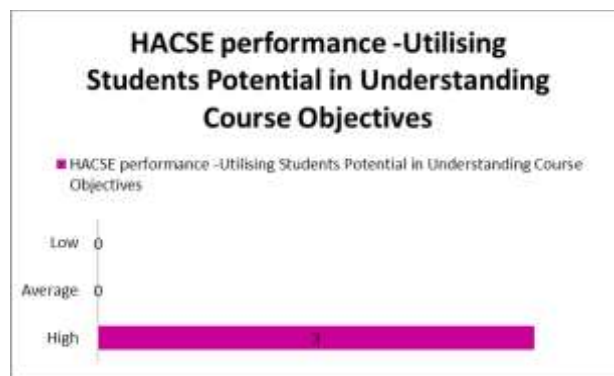 HACSE performance -Utilising
Students Potential in Understanding
Course Objectives
HACSE performance -Utilising Students Potential in Understanding Course
Objectives
Low 0
Average 0
High